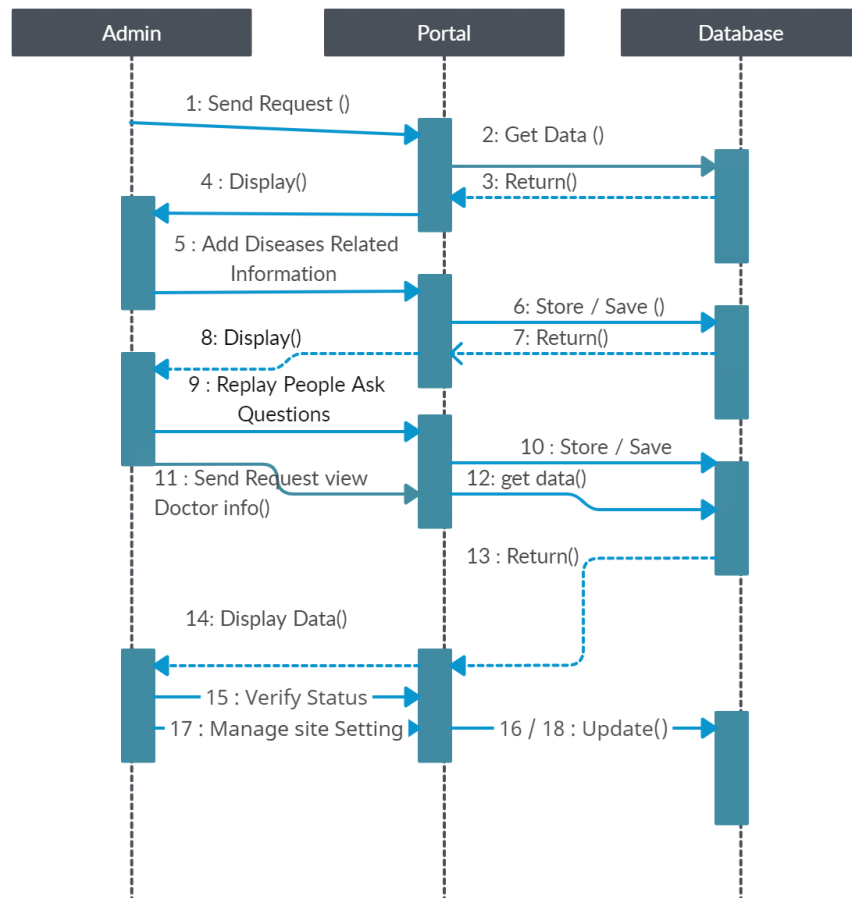 Admin
Portal
Database
1: Send Request ()
2: Get Data ()
3: Return()
4 : Display()
5 : Add Diseases Related
Information
6: Store / Save ()
7: Return()
8: Display()
9 : Replay People Ask
Questions
10 : Store / Save
11 : Send Request view
Doctor info()
12: get data()
13 : Return()
14: Display Data()
15 : Verify Status
17 : Manage site Setting
16 / 18 : Update()